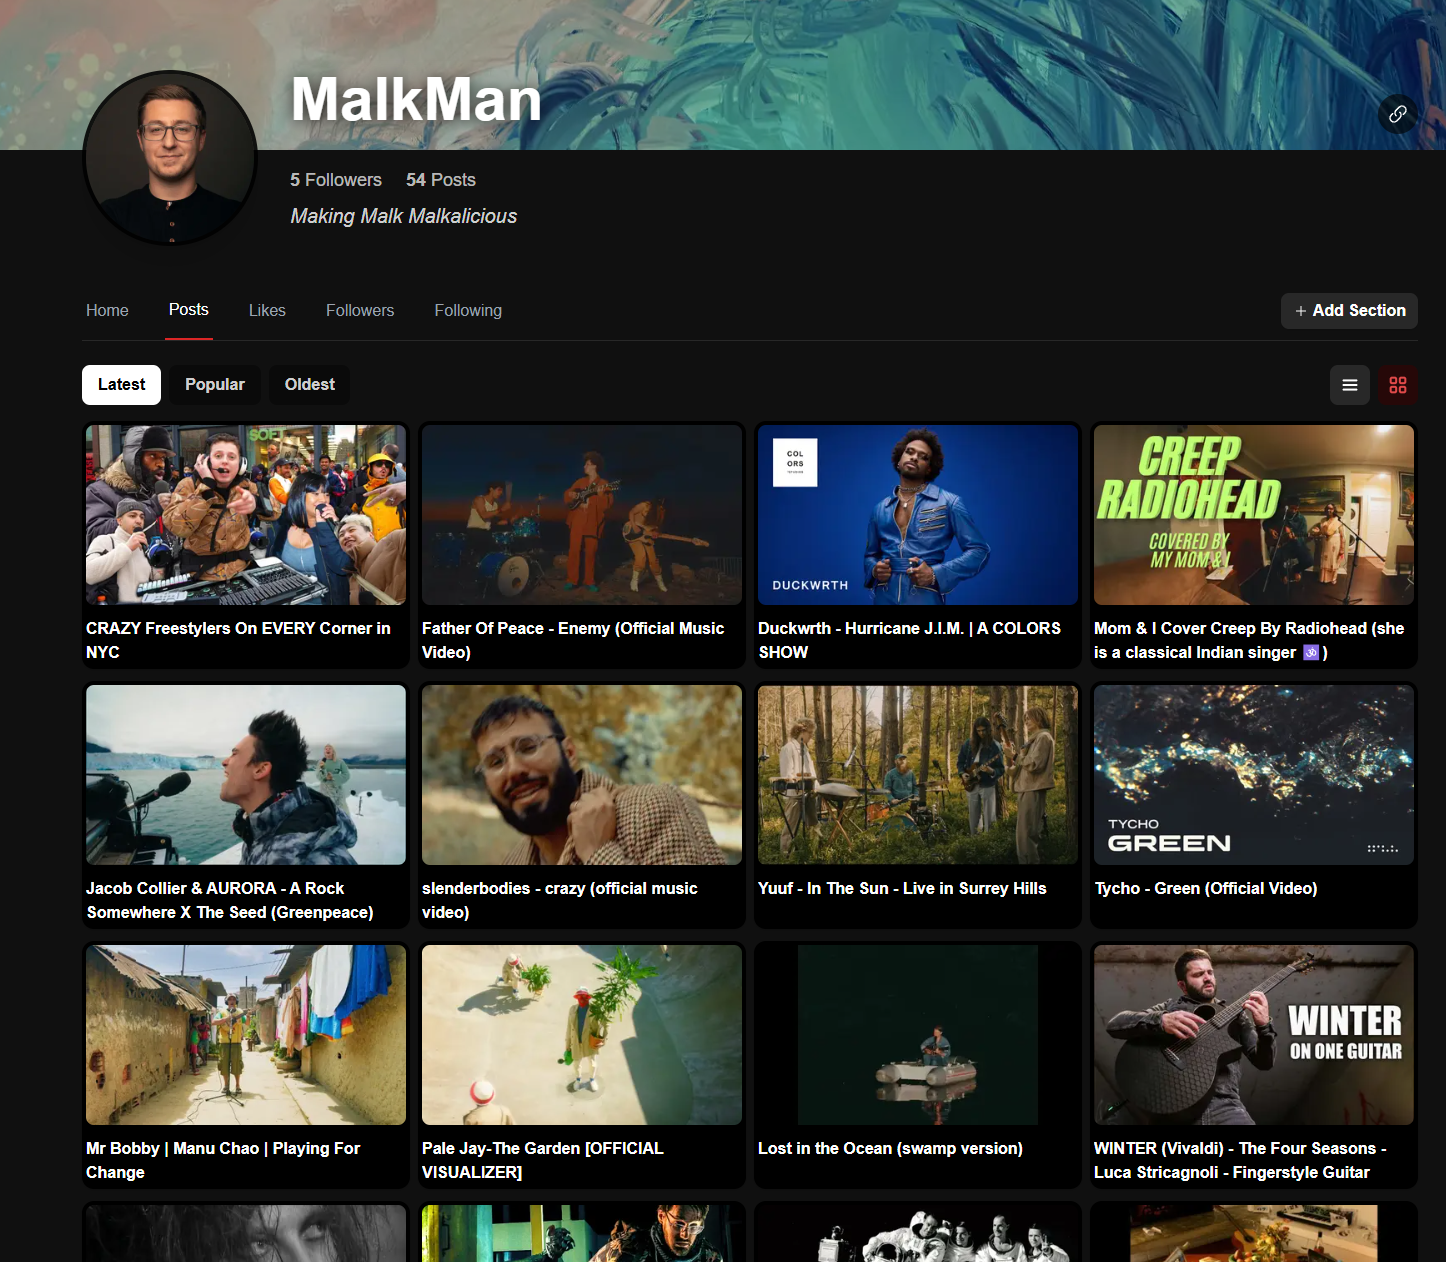 MalkMan
5 Followers 54 Posts
Making Malk Malkalicious
Home Posts Likes Followers Following
+ Add Section
Latest Popular Oldest
SOFT
COL
ORS
DUCKWRTH
CREEP
RADIOHEAD
COVERED BY
MY MOM & I
CRAZY Freestylers On EVERY Corner in
NYC
Father Of Peace - Enemy (Official Music
Video)
Duckwrth - Hurricane J.I.M. | A COLORS
SHOW
Mom & I Cover Creep By Radiohead (she
is a classical Indian singer 🕉️ )
TYCHO
GREEN
Jacob Collier & AURORA - A Rock
Somewhere X The Seed (Greenpeace)
slenderbodies - crazy (official music
video)
Yuuf - In The Sun - Live in Surrey Hills
Tycho - Green (Official Video)
WINTER
ON ONE GUITAR
Mr Bobby | Manu Chao | Playing For
Change
Pale Jay-The Garden [OFFICIAL
VISUALIZER]
Lost in the Ocean (swamp version)
WINTER (Vivaldi) - The Four Seasons -
Luca Stricagnoli - Fingerstyle Guitar